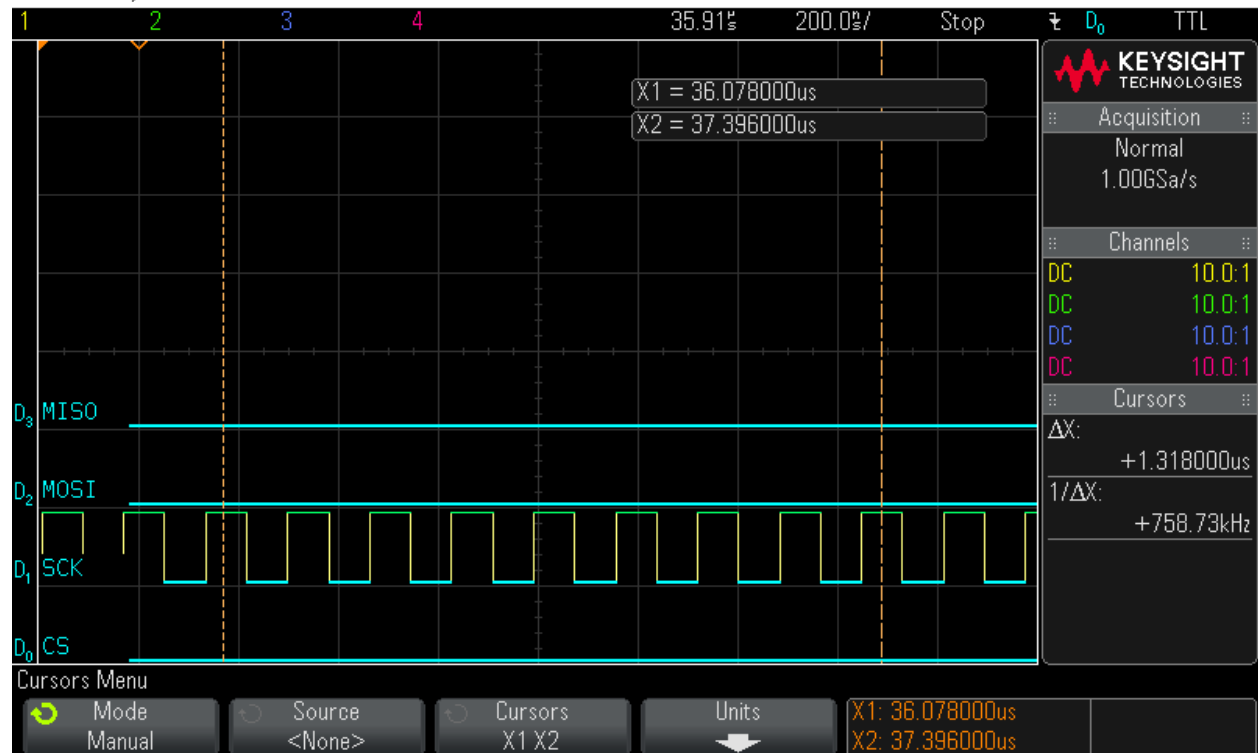 1 2 3 4 35.91us 200.0ns/ Stop D0 TTL
KEYSIGHT
TECHNOLOGIES
Acquisition
Normal
1.00GSa/s
Channels
DC 10.0:1
DC 10.0:1
DC 10.0:1
DC 10.0:1
Cursors
ΔX:
+1.318000us
1/ΔX:
+758.73kHz
X1 = 36.078000us
X2 = 37.396000us
D3 MISO
D2 MOSI
D1 SCK
D0 CS
Cursors Menu
Mode
Manual
Source
<None>
Cursors
X1 X2
Units
X1: 36.078000us
X2: 37.396000us